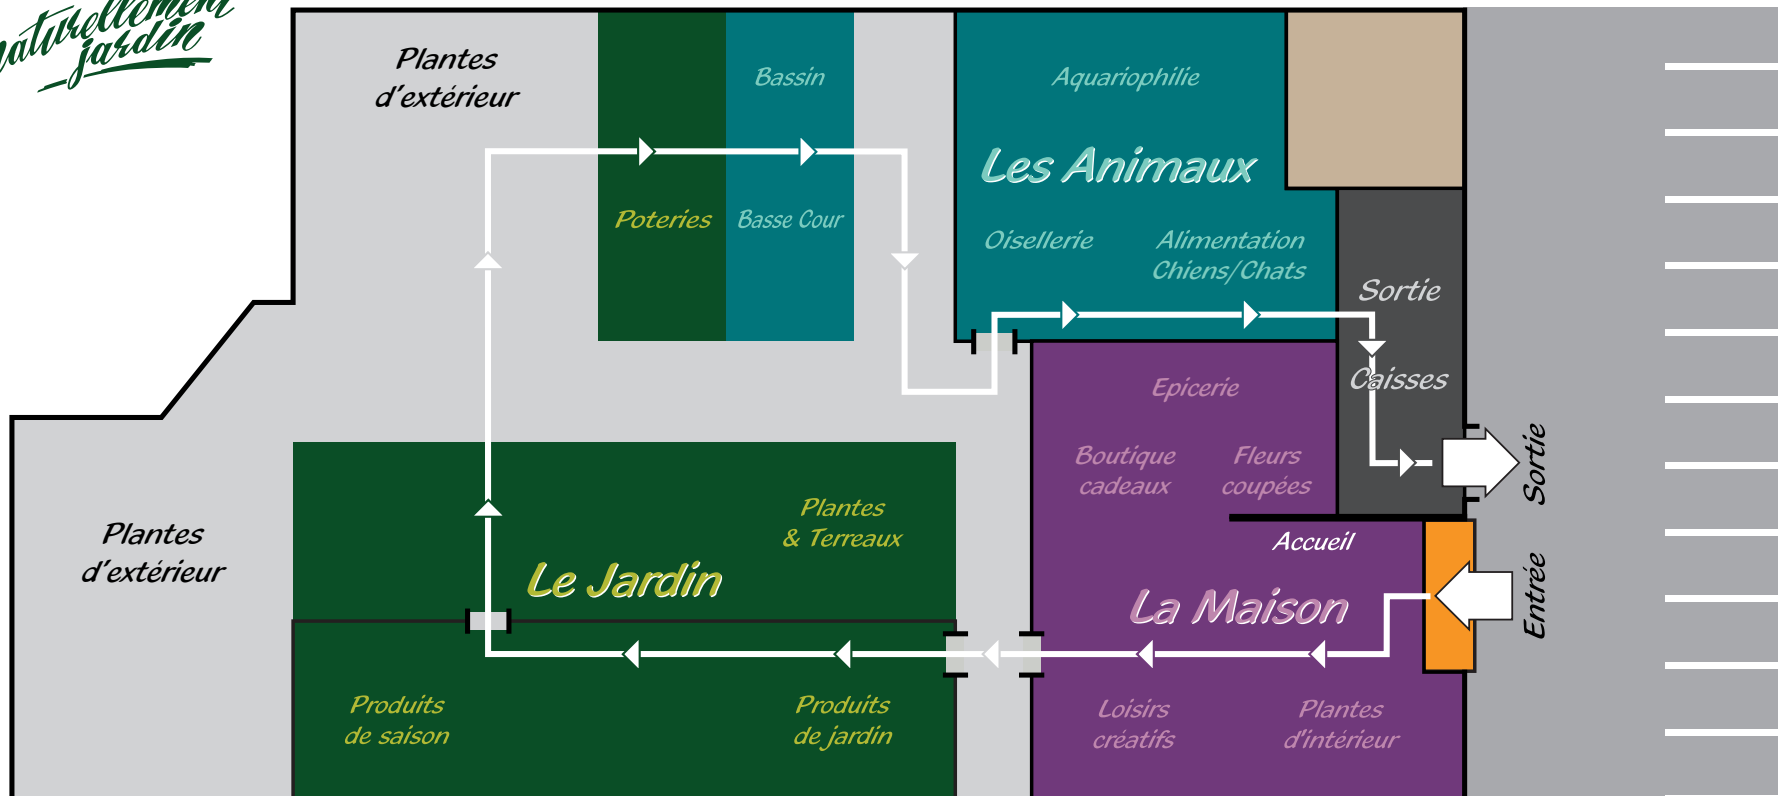 naturellement
jardin
Plantes
d'extérieur
Bassin
Aquariophilie
Les Animaux
Poteries
Basse Cour
Oisellerie
Alimentation
Chiens/Chats
Sortie
Caisses
Epicerie
Boutique
cadeaux
Fleurs
coupées
Sortie
Plantes
& Terreaux
Plantes
d'extérieur
Le Jardin
Accueil
La Maison
Entrée
Produits
de saison
Produits
de jardin
Loisirs
créatifs
Plantes
d'intérieur